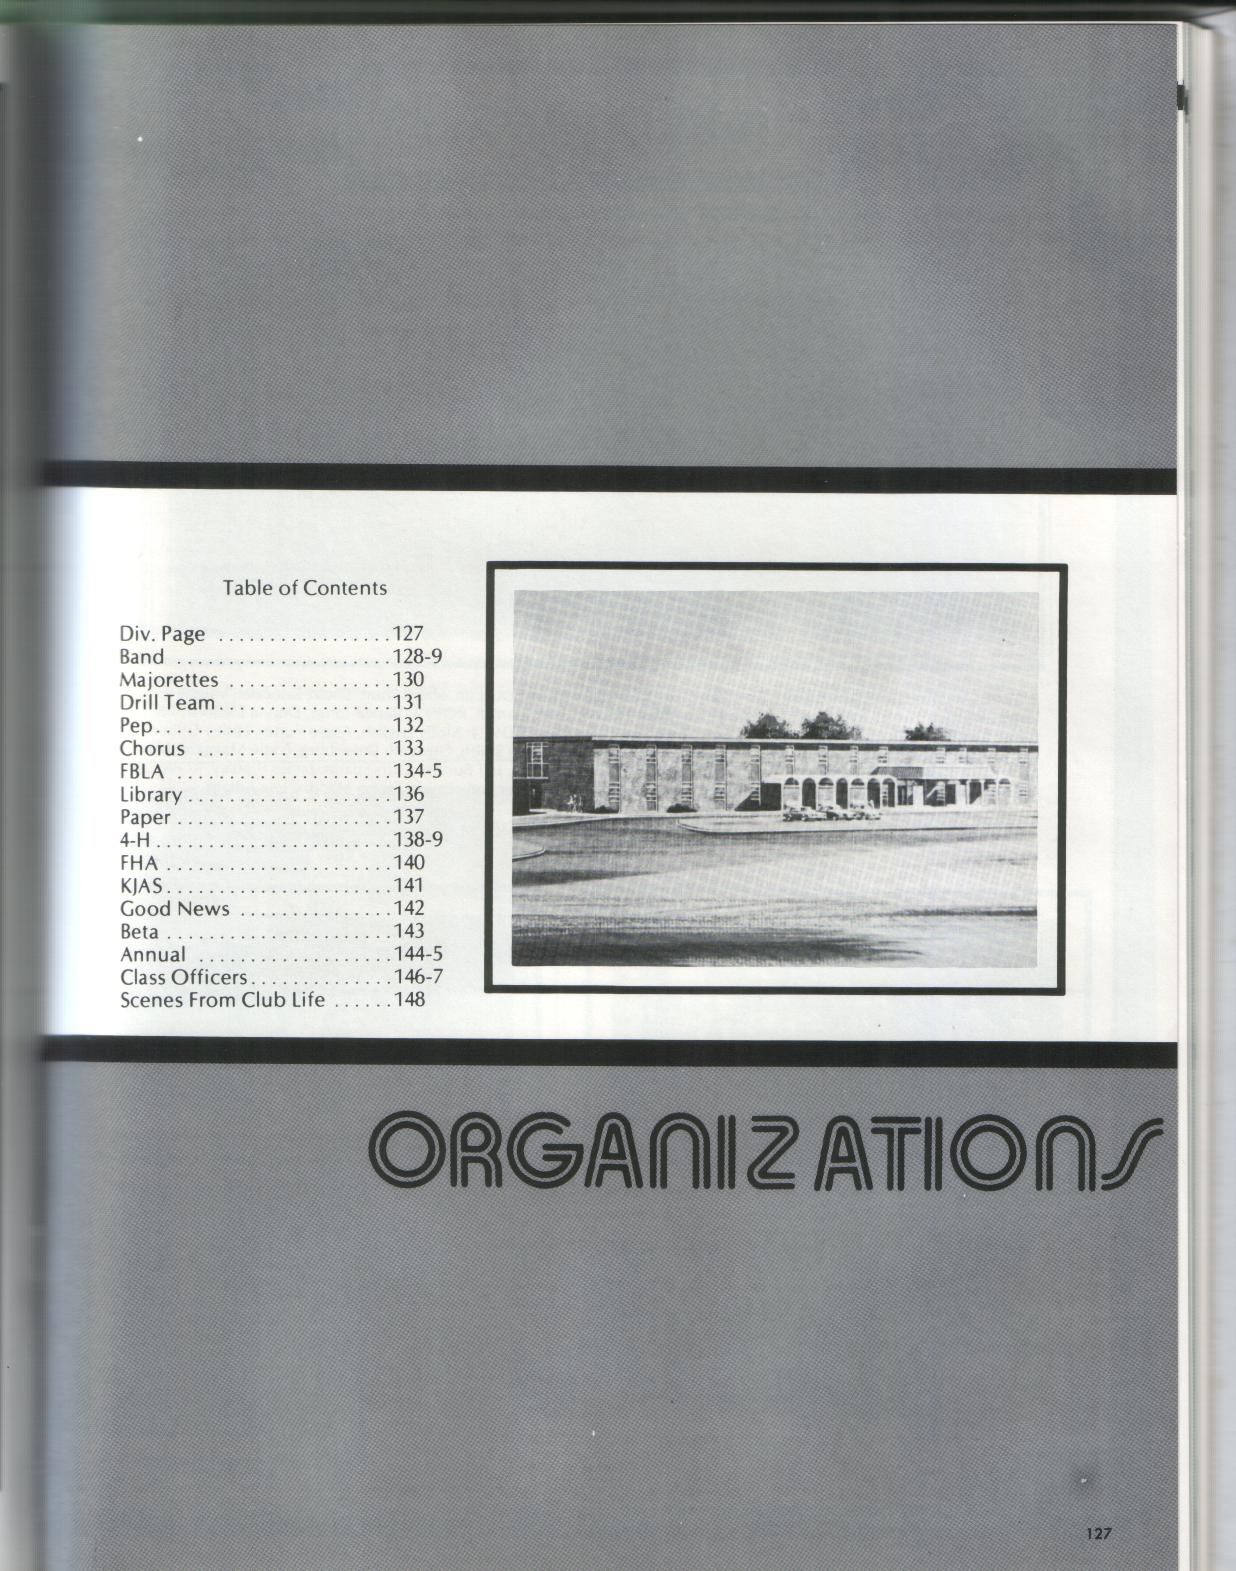 Table of Contents
Div. Page . . . . . . . . . . . . . . . . . 127
Band . . . . . . . . . . . . . . . . . . . . . 128-9
Majorettes . . . . . . . . . . . . . . . . 130
Drill Team . . . . . . . . . . . . . . . . . 131
Pep . . . . . . . . . . . . . . . . . . . . . . . 132
Chorus . . . . . . . . . . . . . . . . . . . 133
FBLA . . . . . . . . . . . . . . . . . . . . . 134-5
Library . . . . . . . . . . . . . . . . . . . . 136
Paper . . . . . . . . . . . . . . . . . . . . . 137
4-H . . . . . . . . . . . . . . . . . . . . . . . 138-9
FHA . . . . . . . . . . . . . . . . . . . . . . 140
KJAS . . . . . . . . . . . . . . . . . . . . . . 141
Good News . . . . . . . . . . . . . . . 142
Beta . . . . . . . . . . . . . . . . . . . . . . 143
Annual . . . . . . . . . . . . . . . . . . . 144-5
Class Officers . . . . . . . . . . . . . . 146-7
Scenes From Club Life . . . . . . 148
ORGANIZATIONS
127